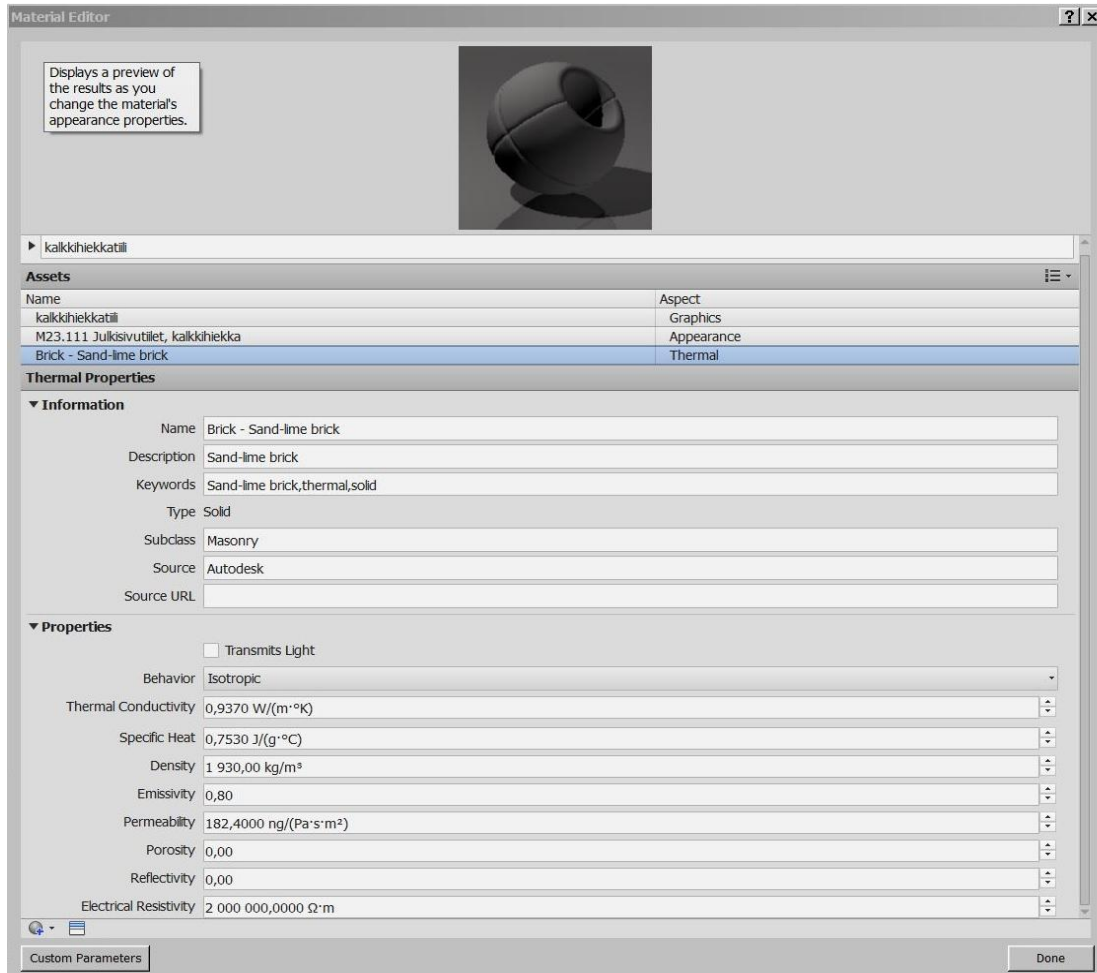 Material Editor
?
×
Displays a preview of
the results as you
change the material's
appearance properties.
kalkkihiekkatiili
Assets
Name Aspect
kalkkihiekkatiili Graphics
M23.111 Julkisivutiilet, kalkkihiekka Appearance
Brick - Sand-lime brick Thermal
Thermal Properties
Information
Name Brick - Sand-lime brick
Description Sand-lime brick
Keywords Sand-lime brick,thermal,solid
Type Solid
Subclass Masonry
Source Autodesk
Source URL
Properties
Transmits Light
Behavior Isotropic
Thermal Conductivity 0,9370 W/(m·°K)
Specific Heat 0,7530 J/(g·°C)
Density 1 930,00 kg/m³
Emissivity 0,80
Permeability 182,4000 ng/(Pa·s·m²)
Porosity 0,00
Reflectivity 0,00
Electrical Resistivity 2 000 000,0000 Ω·m
Custom Parameters Done